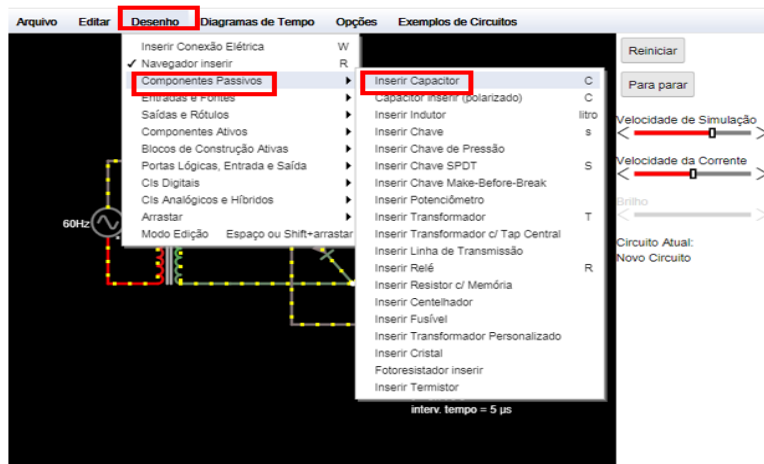 Arquivo Editar Desenho Diagramas de Tempo Opções Exemplos de Circuitos
Inserir Conexão Elétrica W
✓ Navegador inserir R
Componentes Passivos
Entradas e Fontes
Saídas e Rótulos
Componentes Ativos
Blocos de Construção Ativas
Portas Lógicas, Entrada e Saída
CIs Digitais
CIs Analógicos e Híbridos
Arrastar
Modo Edição Espaço ou Shift+arrastar
Inserir Capacitor C
Capacitor inserir (polarizado) C
Inserir Indutor litro
Inserir Chave s
Inserir Chave de Pressão
Inserir Chave SPDT S
Inserir Chave Make-Before-Break
Inserir Potenciômetro
Inserir Transformador T
Inserir Transformador c/ Tap Central
Inserir Linha de Transmissão
Inserir Relé R
Inserir Resistor c/ Memória
Inserir Centelhador
Inserir Fusível
Inserir Transformador Personalizado
Inserir Cristal
Fotoresistador inserir
Inserir Termistor
60Hz
interv. tempo = 5 µs
Reiniciar
Para parar
Velocidade de Simulação
Velocidade da Corrente
Brilho
Circuito Atual:
Novo Circuito